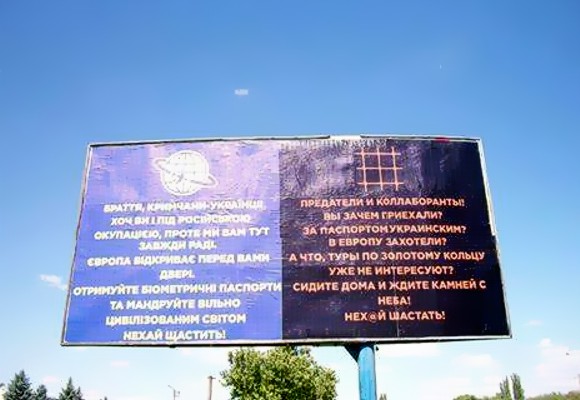 БРАТТЯ, КРИМЧАНИ-УКРАЇНЦІ
ХОЧ ВИ І ПІД РОСІЙСЬКОЮ
ОКУПАЦІЄЮ, ПРОТЕ МИ ВАМ ТУТ
ЗАВЖДИ РАДІ.
ЄВРОПА ВІДКРИВАЄ ПЕРЕД ВАМИ
ДВЕРІ.
ОТРИМУЙТЕ БІОМЕТРИЧНІ ПАСПОРТИ
ТА МАНДРУЙТЕ ВІЛЬНО
ЦИВІЛІЗОВАНИМ СВІТОМ
НЕХАЙ ЩАСТИТЬ!
ПРЕДАТЕЛИ И КОЛЛАБОРАНТЫ!
ВЫ ЗАЧЕМ ПРИЕХАЛИ?
ЗА ПАСПОРТОМ УКРАИНСКИМ?
В ЕВРОПУ ЗАХОТЕЛИ?
А ЧТО, ТУРЫ ПО ЗОЛОТОМУ КОЛЬЦУ
УЖЕ НЕ ИНТЕРЕСУЮТ?
СИДИТЕ ДОМА И ЖДИТЕ КАМНЕЙ С
НЕБА!
НЕХ@Й ШАСТАТЬ!